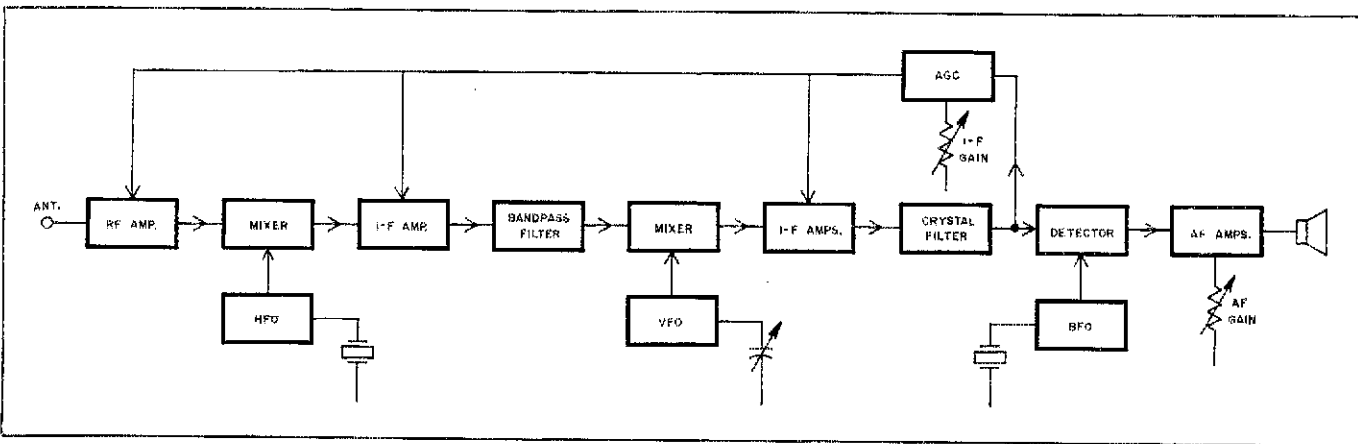 AGC
I-F
GAIN
ANT.
RF AMP.
MIXER
I-F AMP.
BANDPASS
FILTER
MIXER
I-F AMPS.
CRYSTAL
FILTER
DETECTOR
AF AMPS.
HFO
VFO
BFO
AF
GAIN